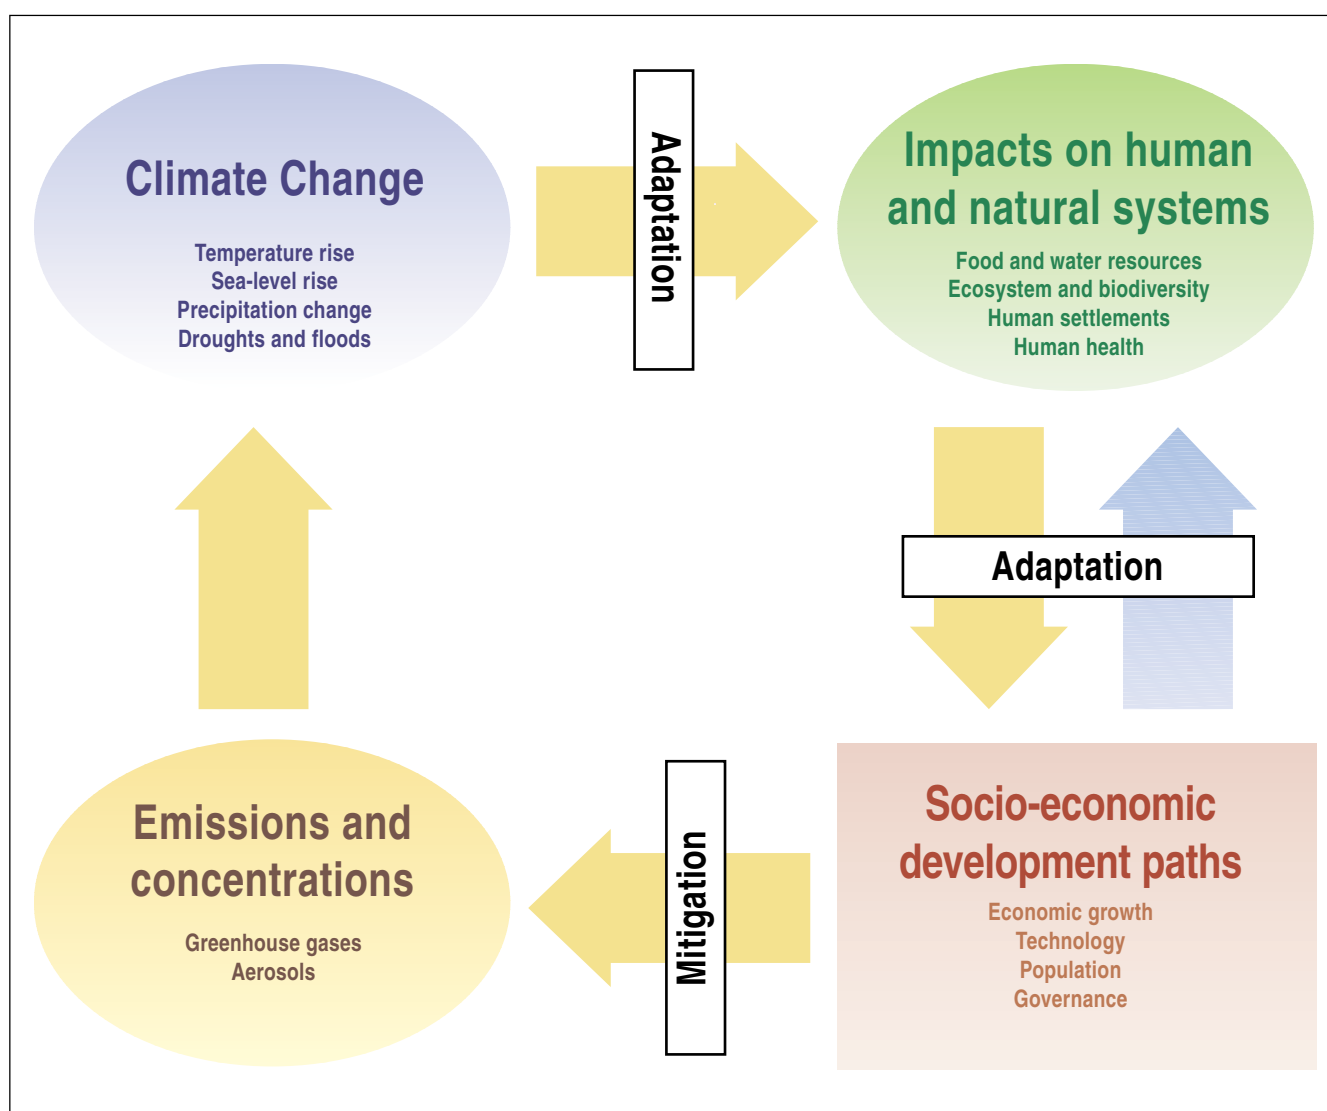 Climate Change
Temperature rise
Sea-level rise
Precipitation change
Droughts and floods
Adaptation
Impacts on human
and natural systems
Food and water resources
Ecosystem and biodiversity
Human settlements
Human health
Adaptation
Emissions and
concentrations
Greenhouse gases
Aerosols
Mitigation
Socio-economic
development paths
Economic growth
Technology
Population
Governance